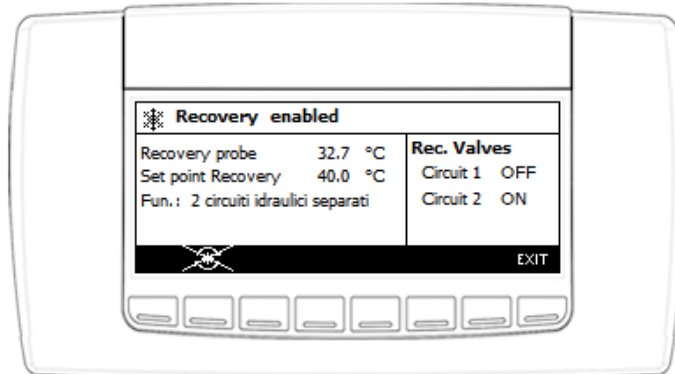 Recovery enabled
Recovery probe 32.7 °C
Set point Recovery 40.0 °C
Fun.: 2 circuiti idraulici separati
Rec. Valves
Circuit 1 OFF
Circuit 2 ON
EXIT